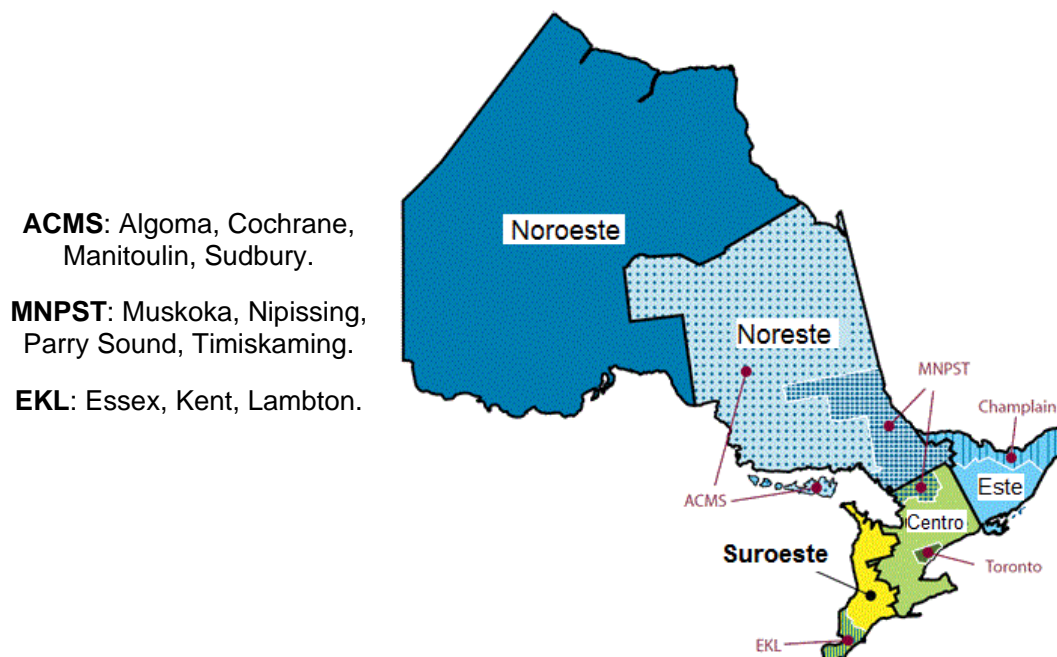 ACMS: Algoma, Cochrane,
Manitoulin, Sudbury.
MNPST: Muskoka, Nipissing,
Parry Sound, Timiskaming.
EKL: Essex, Kent, Lambton.
Noroeste
Noreste
MNPST
Champlain
Este
ACMS
Centro
Suroeste
Toronto
EKL